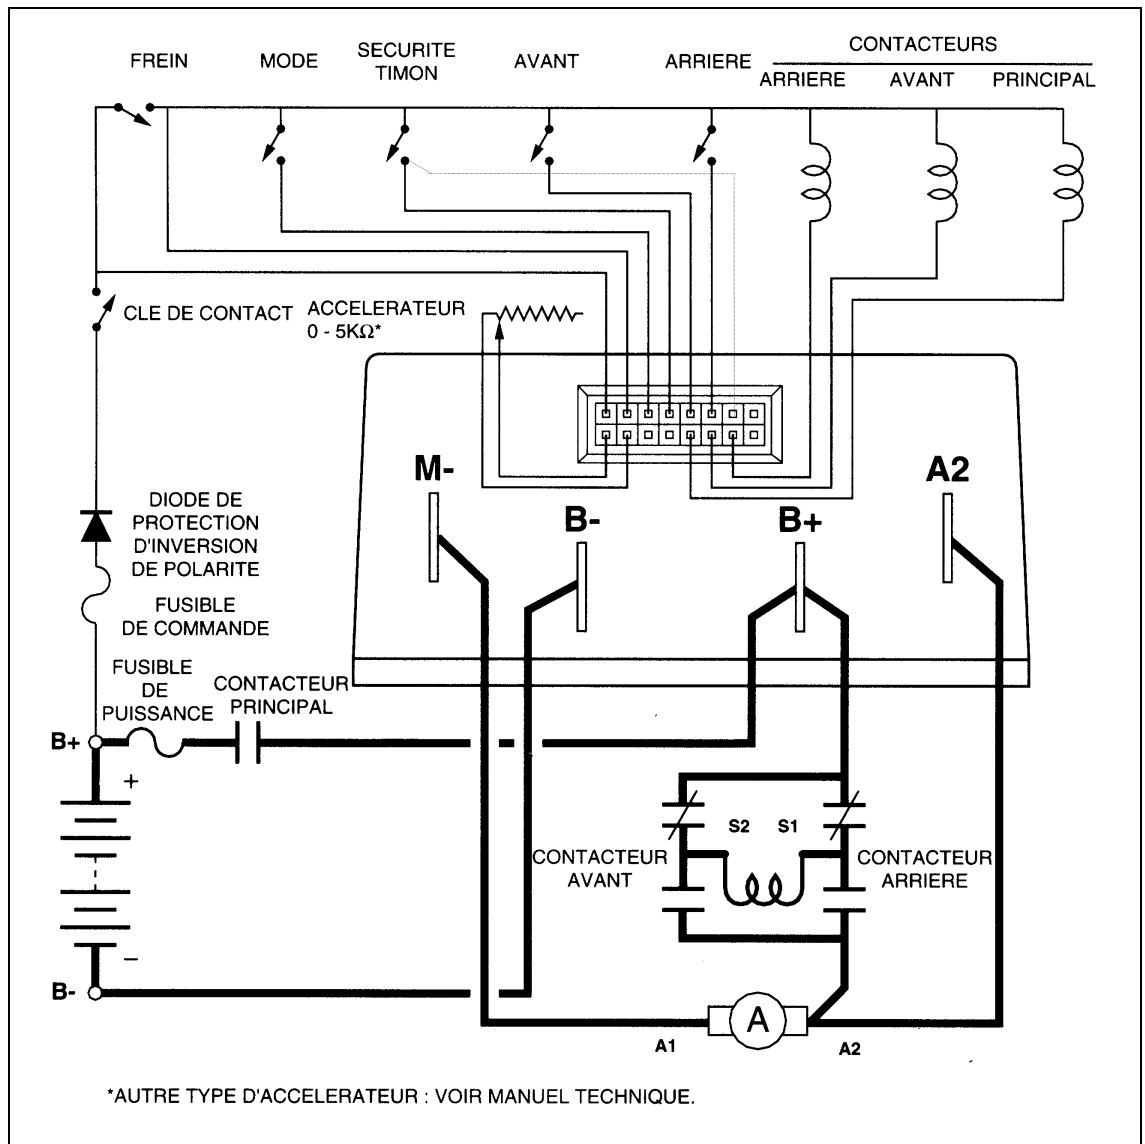 FREIN
MODE
SECURITE
TIMON
AVANT
ARRIERE
CONTACTEURS
ARRIERE
AVANT
PRINCIPAL
CLE DE CONTACT
ACCELERATEUR
0 - 5KΩ*
M-
B-
B+
A2
DIODE DE
PROTECTION
D'INVERSION
DE POLARITE
FUSIBLE
DE COMMANDE
FUSIBLE
DE
PUISSANCE
CONTACTEUR
PRINCIPAL
B+
+
S2
S1
CONTACTEUR
AVANT
CONTACTEUR
ARRIERE
–
B-
A
A1
A2
*AUTRE TYPE D'ACCELERATEUR : VOIR MANUEL TECHNIQUE.